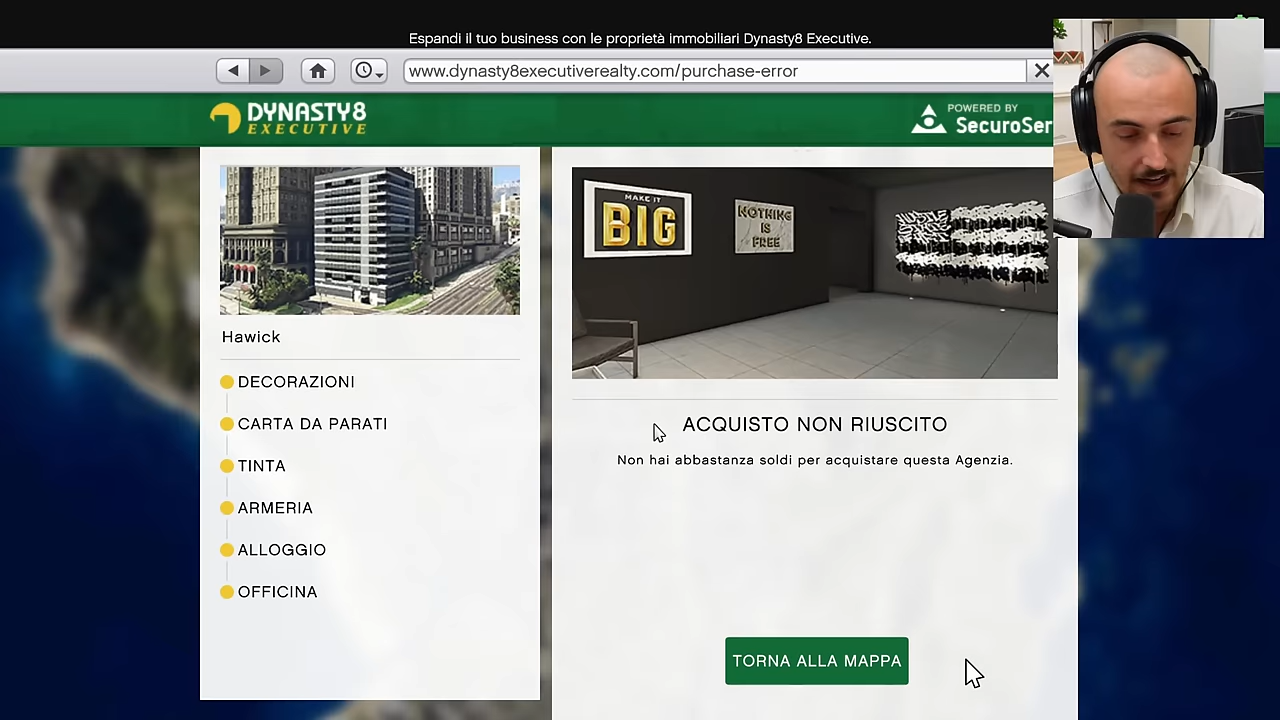 Espandi il tuo business con le proprietà immobiliari Dynasty8 Executive.
www.dynasty8executiverealty.com/purchase-error
DYNASTY8
EXECUTIVE
POWERED BY
SecuroSer
MAKE IT
BIG
NOTHING
IS
FREE
Hawick
DECORAZIONI
CARTA DA PARATI
TINTA
ARMERIA
ALLOGGIO
OFFICINA
ACQUISTO NON RIUSCITO
Non hai abbastanza soldi per acquistare questa Agenzia.
TORNA ALLA MAPPA